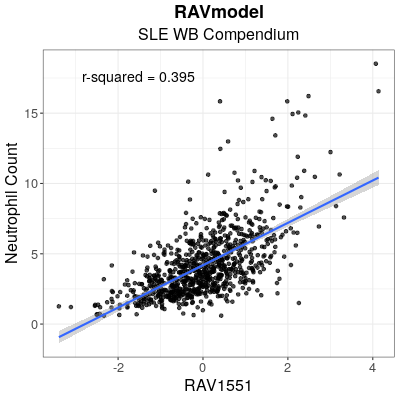 RAVmodel
SLE WB Compendium
r-squared = 0.395
Neutrophil Count
15
10
5
0
-2
0
2
4
RAV1551